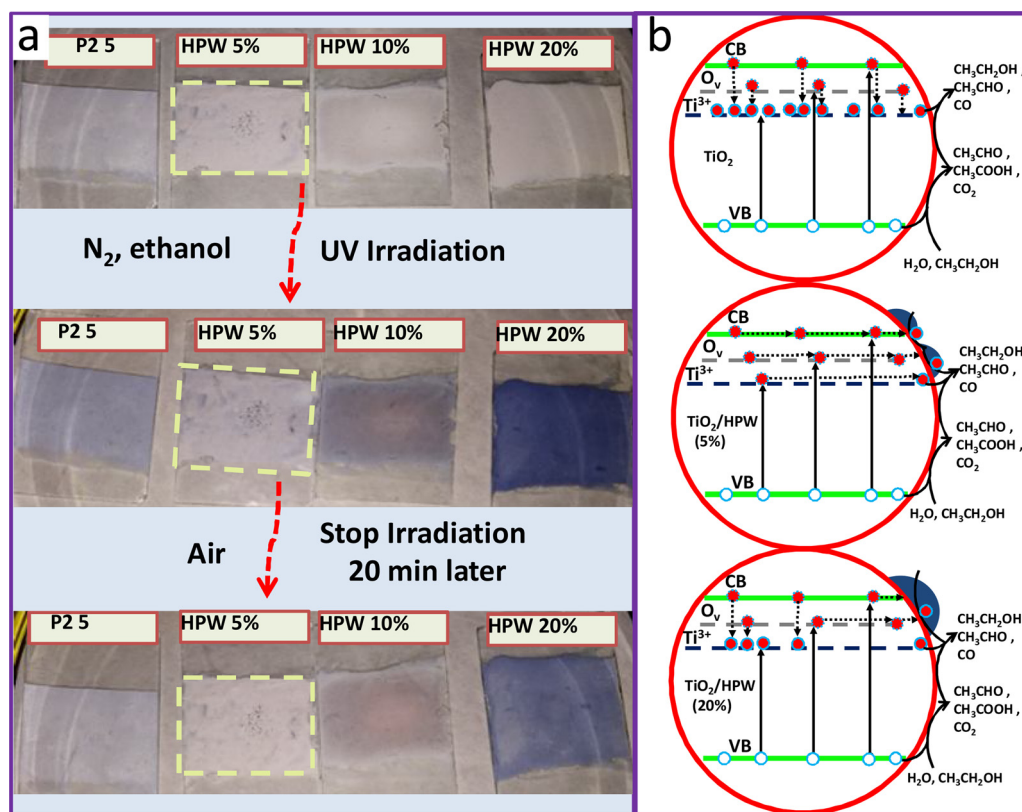 a
P2 5
HPW 5%
HPW 10%
HPW 20%
N₂, ethanol
UV Irradiation
P2 5
HPW 5%
HPW 10%
HPW 20%
Air
Stop Irradiation
20 min later
P2 5
HPW 5%
HPW 10%
HPW 20%
b
CB
Oᵥ
Ti³⁺
TiO₂
VB
CH₃CH₂OH ,
CH₃CHO ,
CO
CH₃CHO ,
CH₃COOH ,
CO₂
H₂O, CH₃CH₂OH
CB
Oᵥ
Ti³⁺
TiO₂/HPW
(5%)
VB
CH₃CH₂OH
CH₃CHO ,
CO
CH₃CHO ,
CH₃COOH ,
CO₂
H₂O, CH₃CH₂OH
CB
Oᵥ
Ti³⁺
TiO₂/HPW
(20%)
VB
CH₃CH₂OH ,
CH₃CHO ,
CO
CH₃CHO ,
CH₃COOH ,
CO₂
H₂O, CH₃CH₂OH